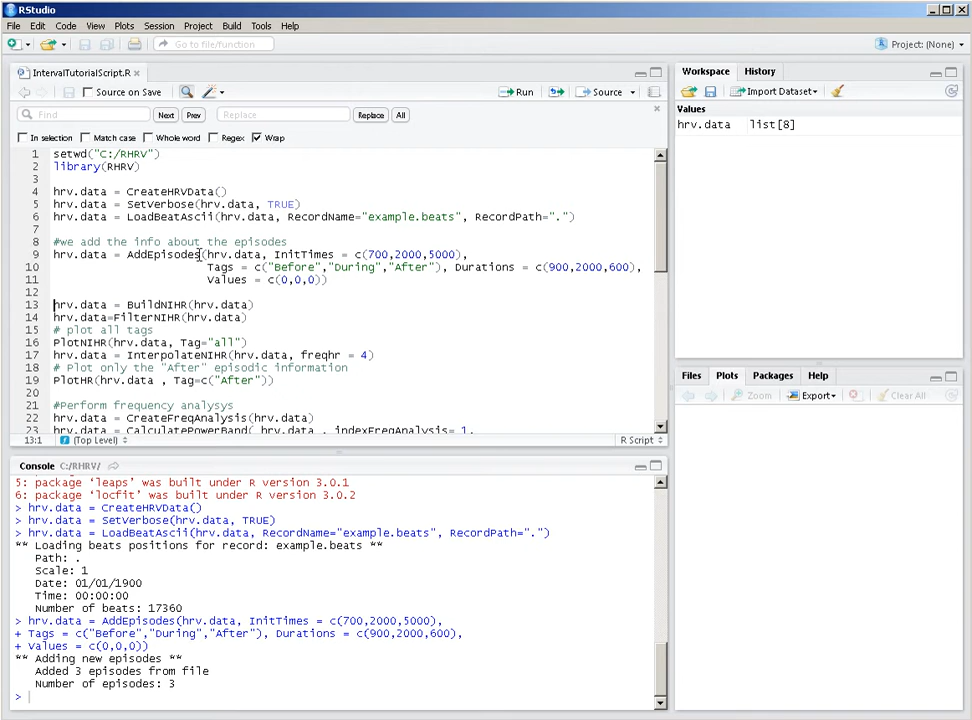 RStudio
File Edit Code View Plots Session Project Build Tools Help
Go to file/function
Project: (None)
IntervalTutorialScript.R
Source on Save
Run
Source
Find
Next
Prev
Replace
Replace
All
In selection
Match case
Whole word
Regex
Wrap
1 setwd("C:/RHRV")
2 library(RHRV)
3
4 hrv.data = CreateHRVData()
5 hrv.data = SetVerbose(hrv.data, TRUE)
6 hrv.data = LoadBeatAscii(hrv.data, RecordName="example.beats", RecordPath=".")
7
8 #we add the info about the episodes
9 hrv.data = AddEpisodes(hrv.data, InitTimes = c(700,2000,5000),
10 Tags = c("Before","During","After"), Durations = c(900,2000,600),
11 Values = c(0,0,0))
12
13 hrv.data = BuildNIHR(hrv.data)
14 hrv.data=FilterNIHR(hrv.data)
15 # plot all tags
16 PlotNIHR(hrv.data, Tag="all")
17 hrv.data = InterpolateNIHR(hrv.data, freqhr = 4)
18 # Plot only the "After" episodic information
19 PlotHR(hrv.data , Tag=c("After"))
20
21 #Perform frequency analysys
22 hrv.data = CreateFreqAnalysis(hrv.data)
23 hrv.data = CalculatePowerBand( hrv.data , indexFreqAnalysis= 1,
13:1
(Top Level)
R Script
Console C:/RHRV/
5: package ‘leaps’ was built under R version 3.0.1
6: package ‘locfit’ was built under R version 3.0.2
> hrv.data = CreateHRVData()
> hrv.data = SetVerbose(hrv.data, TRUE)
> hrv.data = LoadBeatAscii(hrv.data, RecordName="example.beats", RecordPath=".")
** Loading beats positions for record: example.beats **
Path: .
Scale: 1
Date: 01/01/1900
Time: 00:00:00
Number of beats: 17360
> hrv.data = AddEpisodes(hrv.data, InitTimes = c(700,2000,5000),
+ Tags = c("Before","During","After"), Durations = c(900,2000,600),
+ Values = c(0,0,0))
** Adding new episodes **
Added 3 episodes from file
Number of episodes: 3
>
Workspace
History
Import Dataset
Values
hrv.data list[8]
Files
Plots
Packages
Help
Zoom
Export
Clear All